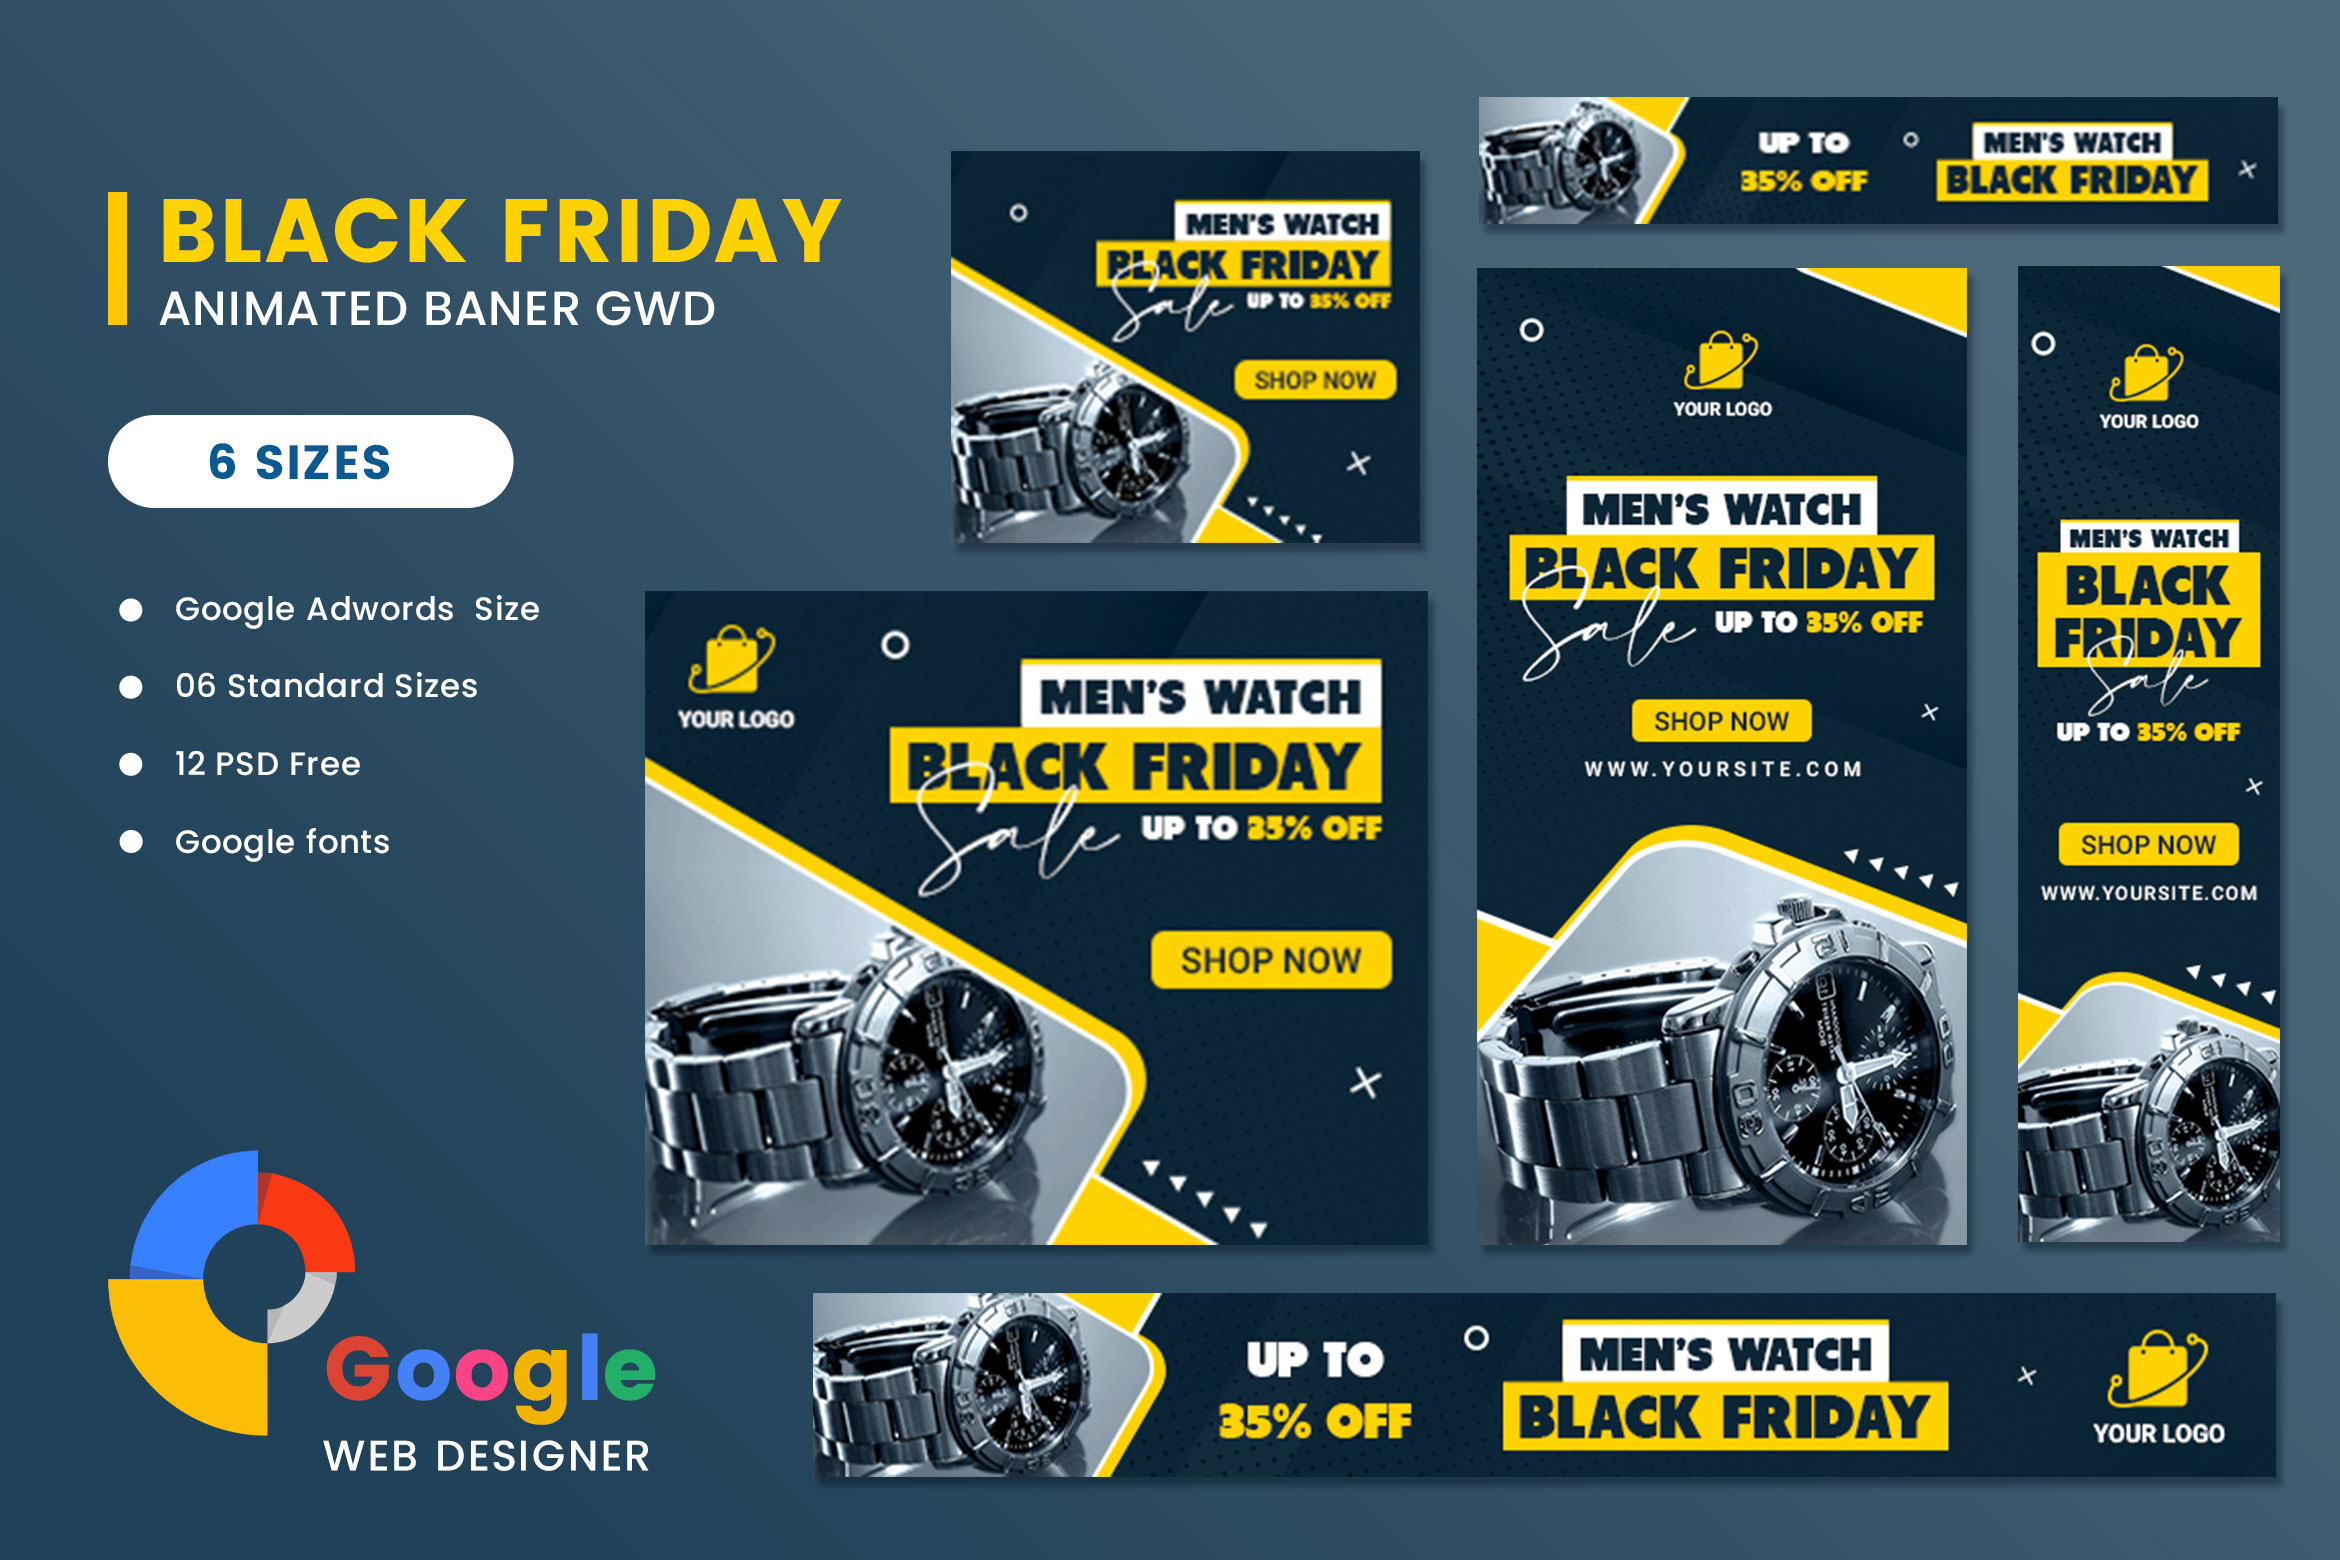 BLACK FRIDAY
ANIMATED BANER GWD
6 SIZES
Google Adwords  Size
06 Standard Sizes
12 PSD Free
Google fonts
Google
WEB DESIGNER
MEN'S WATCH
BLACK FRIDAY
Sale UP TO 35% OFF
SHOP NOW
UP TO
35% OFF
MEN'S WATCH
BLACK FRIDAY
YOUR LOGO
MEN'S WATCH
BLACK FRIDAY
Sale UP TO 35% OFF
SHOP NOW
YOUR LOGO
MEN'S WATCH
BLACK FRIDAY
Sale UP TO 35% OFF
SHOP NOW
WWW.YOURSITE.COM
YOUR LOGO
MEN'S WATCH
BLACK
FRIDAY
Sale
UP TO 35% OFF
SHOP NOW
WWW.YOURSITE.COM
UP TO
35% OFF
MEN'S WATCH
BLACK FRIDAY
YOUR LOGO